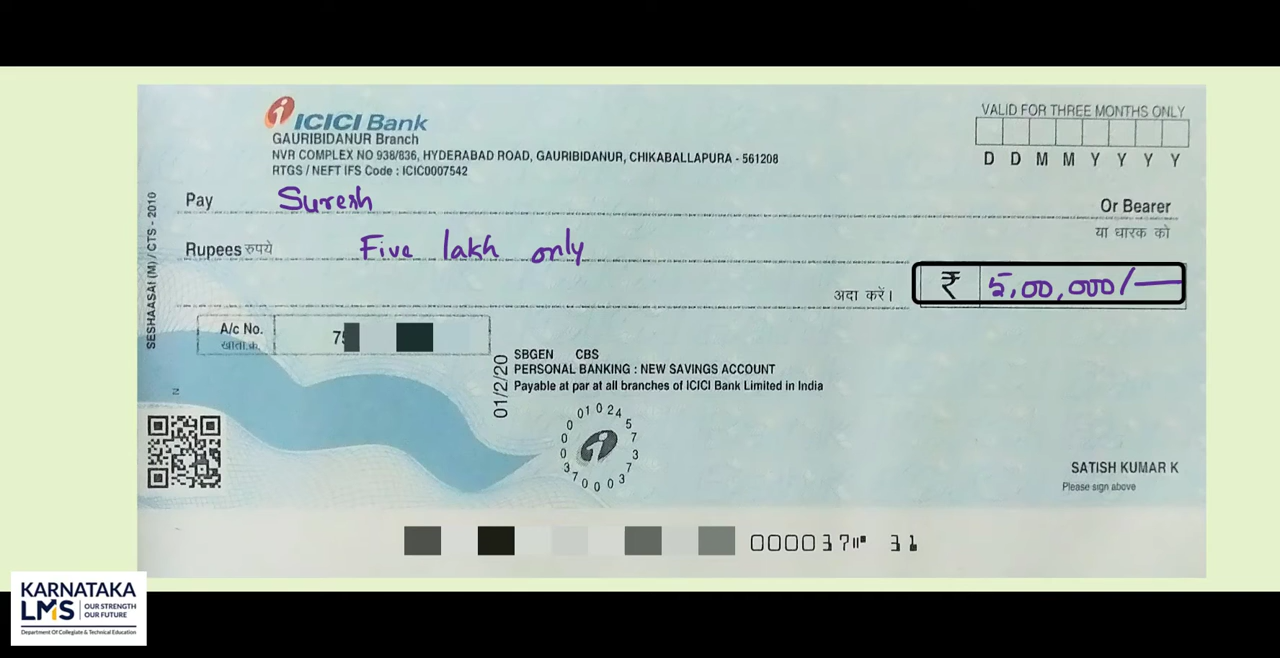 ICICI Bank
GAURIBIDANUR Branch
NVR COMPLEX NO 938/836, HYDERABAD ROAD, GAURIBIDANUR, CHIKABALLAPURA - 561208
RTGS / NEFT IFS Code : ICIC0007542
VALID FOR THREE MONTHS ONLY
D D M M Y Y Y Y
Pay Suresh Or Bearer
या धारक को
Rupees रुपये Five lakh only
अदा करें। ₹ 5,00,000/-
A/c No. 75
खाता क्र.
SESHAASAI (M) / CTS - 2010
01/2/20
SBGEN CBS
PERSONAL BANKING : NEW SAVINGS ACCOUNT
Payable at par at all branches of ICICI Bank Limited in India
SATISH KUMAR K
Please sign above
000037 31
KARNATAKA
LMS OUR STRENGTH
OUR FUTURE
Department Of Collegiate & Technical Education